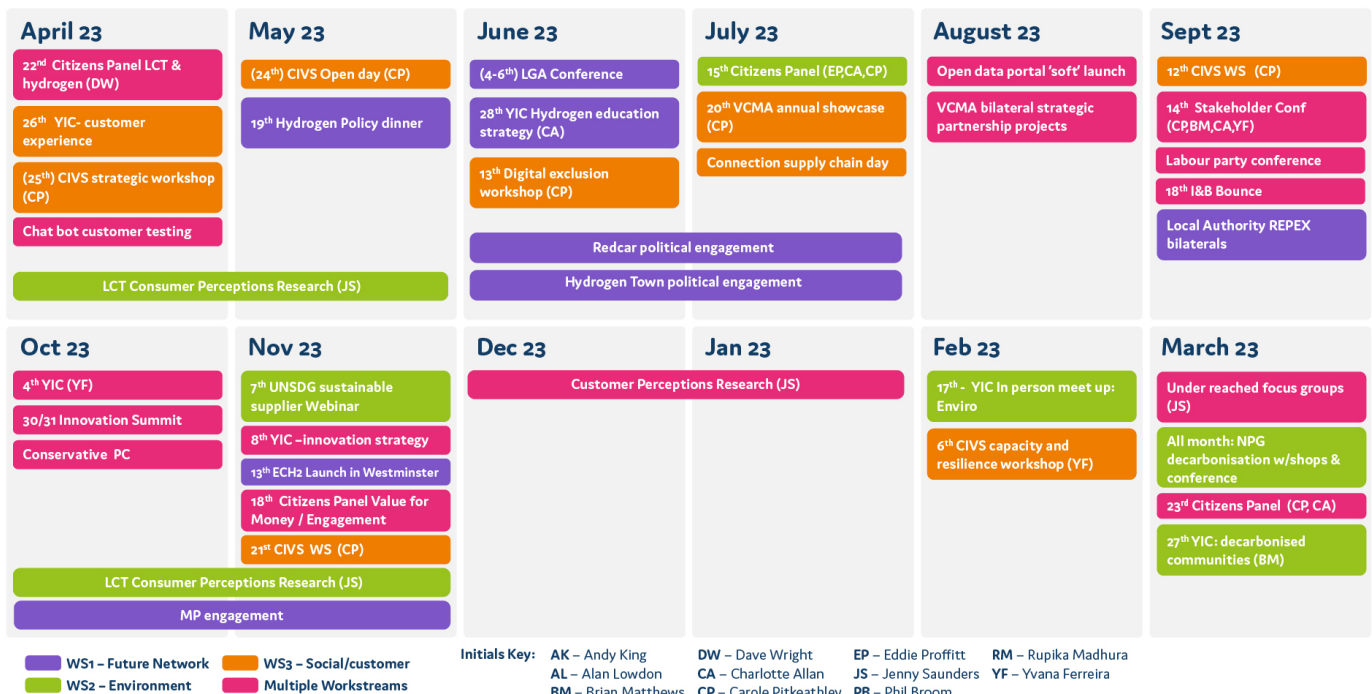 April 23
22nd Citizens Panel LCT &
hydrogen (DW)
26th YIC- customer
experience
(25th) CIVS strategic workshop
(CP)
Chat bot customer testing
May 23
(24th) CIVS Open day (CP)
19th Hydrogen Policy dinner
LCT Consumer Perceptions Research (JS)
June 23
(4-6th) LGA Conference
28th YIC Hydrogen education
strategy (CA)
13th Digital exclusion
workshop (CP)
July 23
15th Citizens Panel (EP,CA,CP)
20th VCMA annual showcase
(CP)
Connection supply chain day
Redcar political engagement
Hydrogen Town political engagement
August 23
Open data portal ‘soft’ launch
VCMA bilateral strategic
partnership projects
Sept 23
12th CIVS WS (CP)
14th Stakeholder Conf
(CP,BM,CA,YF)
Labour party conference
18th I&B Bounce
Local Authority REPEX
bilaterals
Oct 23
4th YIC (YF)
30/31 Innovation Summit
Conservative PC
Nov 23
7th UNSDG sustainable
supplier Webinar
8th YIC –innovation strategy
13th ECH2 Launch in Westminster
18th Citizens Panel Value for
Money / Engagement
21st CIVS WS (CP)
LCT Consumer Perceptions Research (JS)
MP engagement
Dec 23
Jan 23
Customer Perceptions Research (JS)
Feb 23
17th - YIC In person meet up:
Enviro
6th CIVS capacity and
resilience workshop (YF)
March 23
Under reached focus groups
(JS)
All month: NPG
decarbonisation w/shops &
conference
23rd Citizens Panel (CP, CA)
27th YIC: decarbonised
communities (BM)
WS1 – Future Network
WS3 – Social/customer
WS2 – Environment
Multiple Workstreams
Initials Key:
AK – Andy King
DW – Dave Wright
EP – Eddie Proffitt
RM – Rupika Madhura
AL – Alan Lowdon
CA – Charlotte Allan
JS – Jenny Saunders
YF – Yvana Ferreira
BM – Brian Matthews
CP – Carole Pitkeathley
PB – Phil Broom